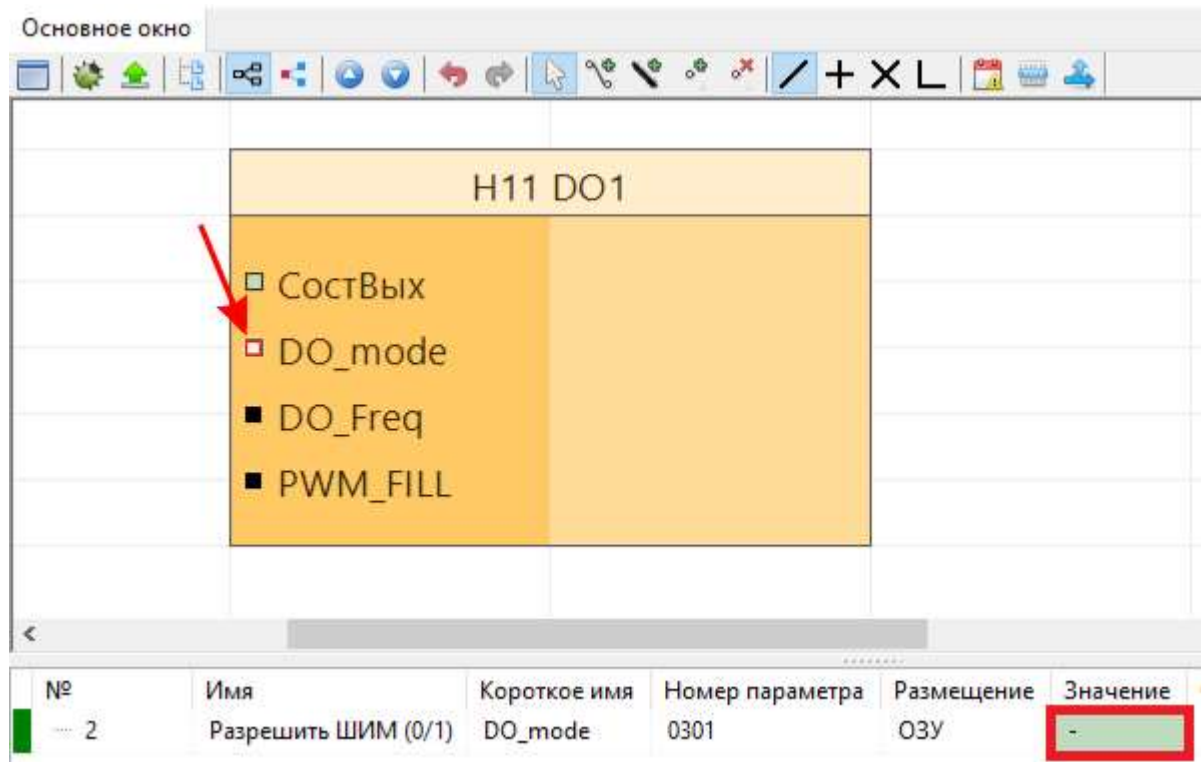 Основное окно
H11 DO1
СостВых
DO_mode
DO_Freq
PWM_FILL
№ Имя Короткое имя Номер параметра Размещение Значение
2 Разрешить ШИМ (0/1) DO_mode 0301 ОЗУ -